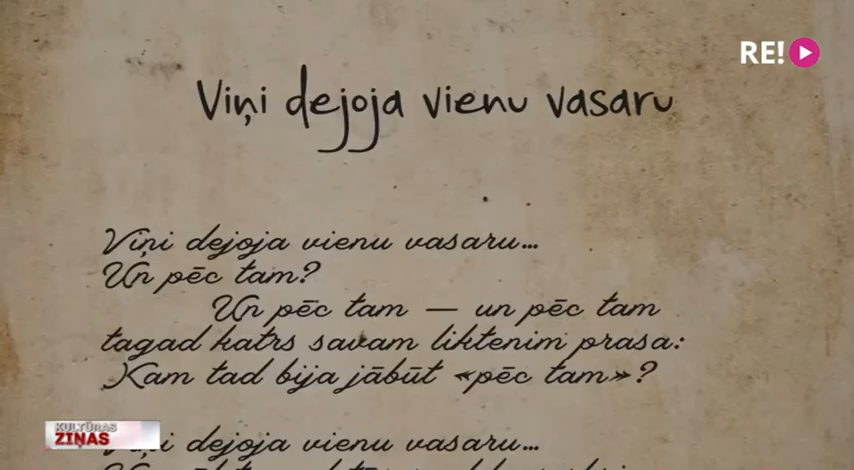 RE!
Viņi dejoja vienu vasaru
Viņi dejoja vienu vasaru...
Un pēc tam?
Un pēc tam — un pēc tam
tagad katrs savam liktenim prasa:
„Kam tad bija jābūt «pēc tam»?
KULTŪRAS
ZIŅAS
Viņi dejoja vienu vasaru...